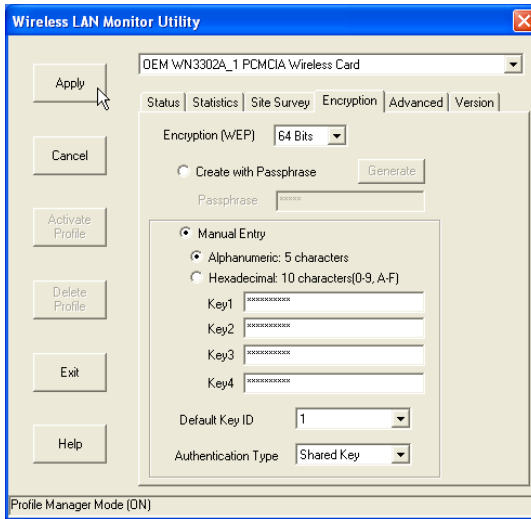 Wireless LAN Monitor Utility
OEM WN3302A_1 PCMCIA Wireless Card
Apply
Cancel
Activate
Profile
Delete
Profile
Exit
Help
Status Statistics Site Survey Encryption Advanced Version
Encryption (WEP) 64 Bits
Create with Passphrase Generate
Passphrase *****
Manual Entry
Alphanumeric: 5 characters
Hexadecimal: 10 characters(0-9, A-F)
Key1 **********
Key2 **********
Key3 **********
Key4 **********
Default Key ID 1
Authentication Type Shared Key
Profile Manager Mode (ON)